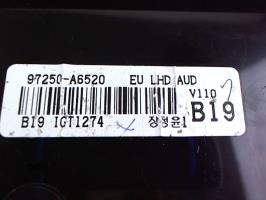 97250-A6520 EU LHD AUD
V110
B19
B19 IGT1274 장정윤1